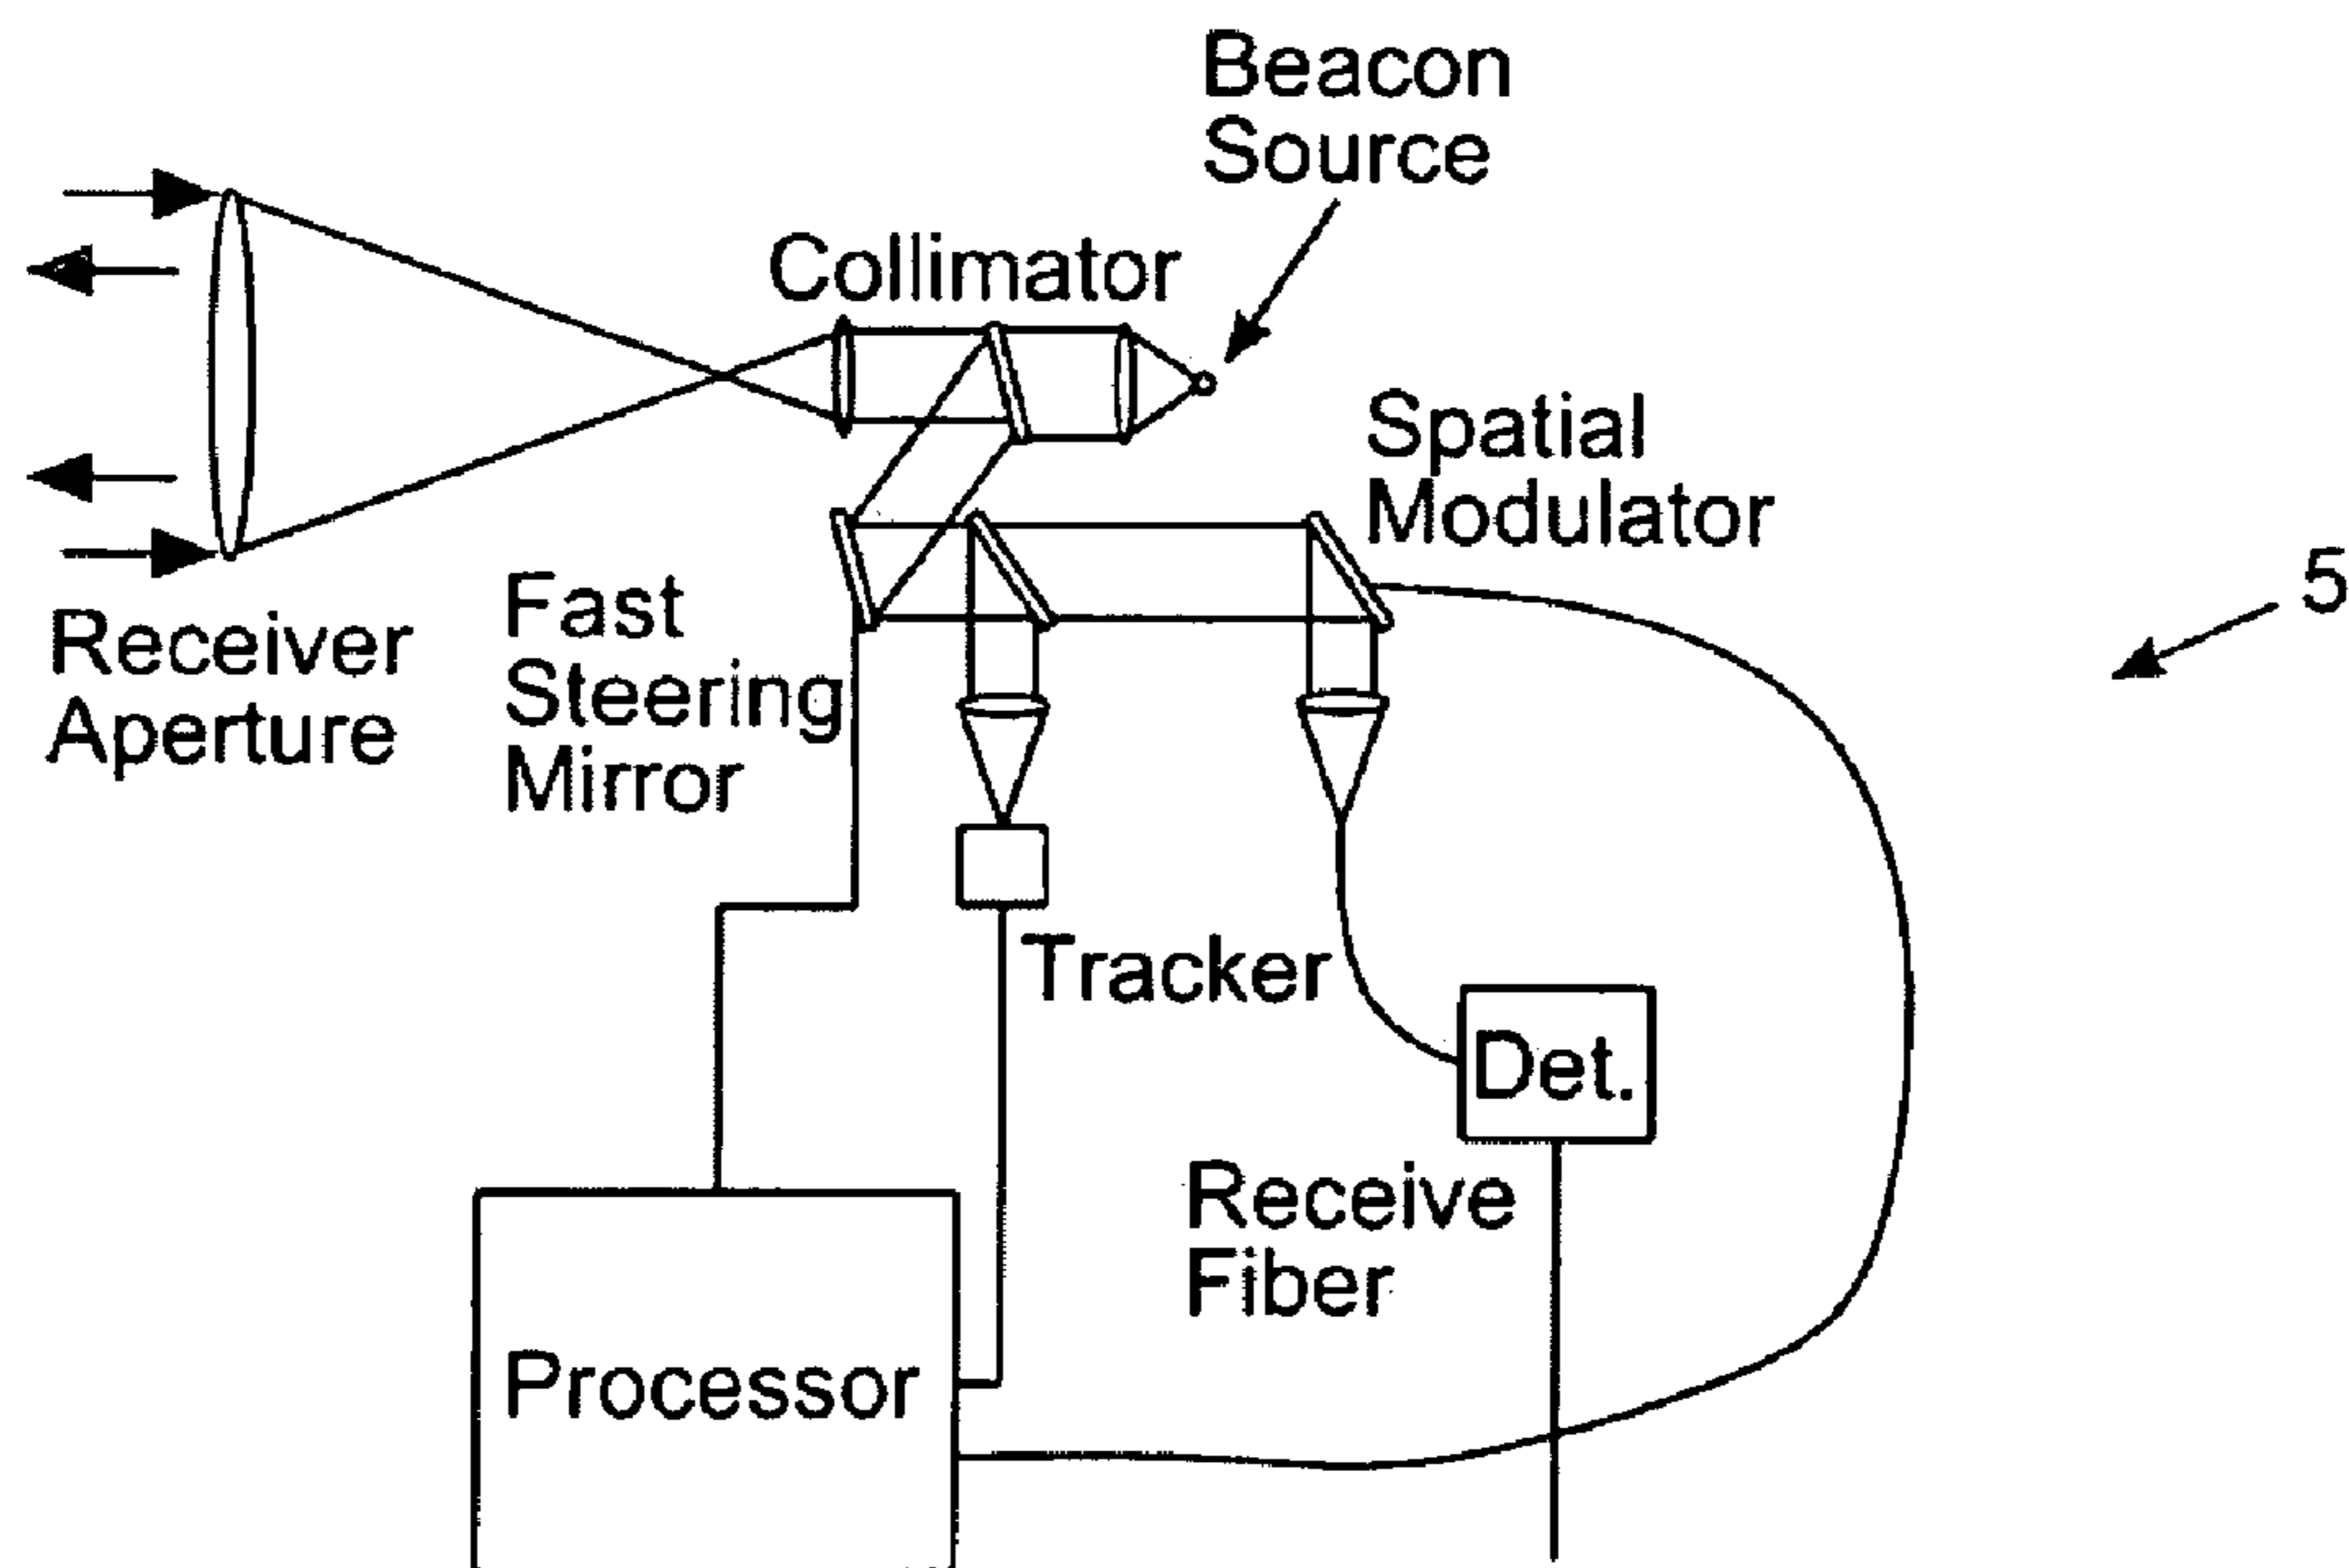 Beacon
Source
Collimator
Spatial
Modulator
5
Receiver
Aperture
Fast
Steering
Mirror
Tracker
Det.
Receive
Fiber
Processor